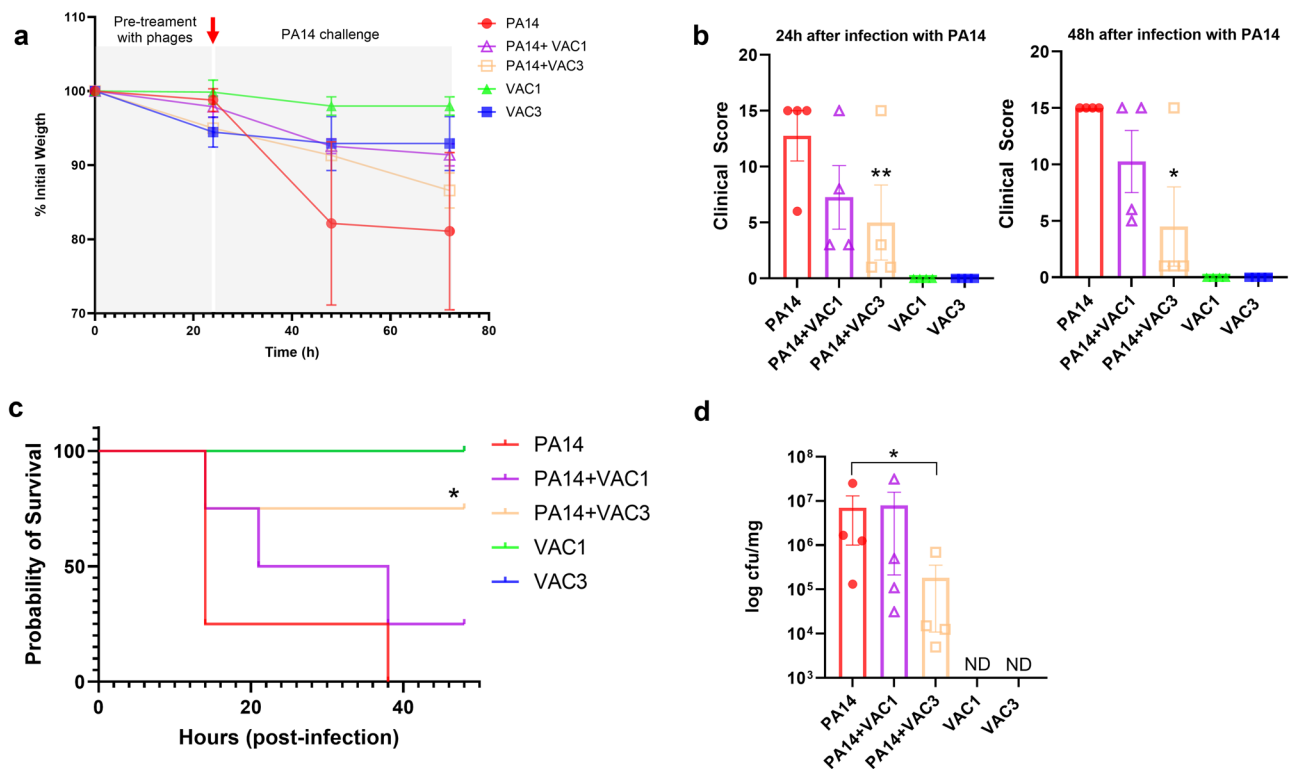 a
Pre-treament
with phages
PA14 challenge
110
100
90
80
70
% Initial Weigth
0
20
40
60
80
Time (h)
PA14
PA14+ VAC1
PA14+VAC3
VAC1
VAC3
b
24h after infection with PA14
20
15
10
5
0
Clinical Score
**
PA14
PA14+VAC1
PA14+VAC3
VAC1
VAC3
48h after infection with PA14
20
15
10
5
0
Clinical Score
*
PA14
PA14+VAC1
PA14+VAC3
VAC1
VAC3
c
100
50
0
Probability of Survival
*
0
20
40
Hours (post-infection)
PA14
PA14+VAC1
PA14+VAC3
VAC1
VAC3
d
10⁸
10⁷
10⁶
10⁵
10⁴
10³
log cfu/mg
*
ND ND
PA14
PA14+VAC1
PA14+VAC3
VAC1
VAC3